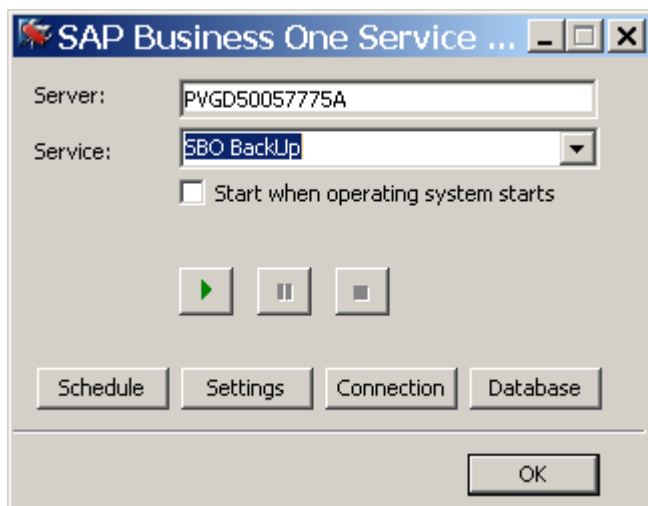 SAP Business One Service ...
Server: PVGD50057775A
Service: SBO BackUp
Start when operating system starts
Schedule Settings Connection Database
OK